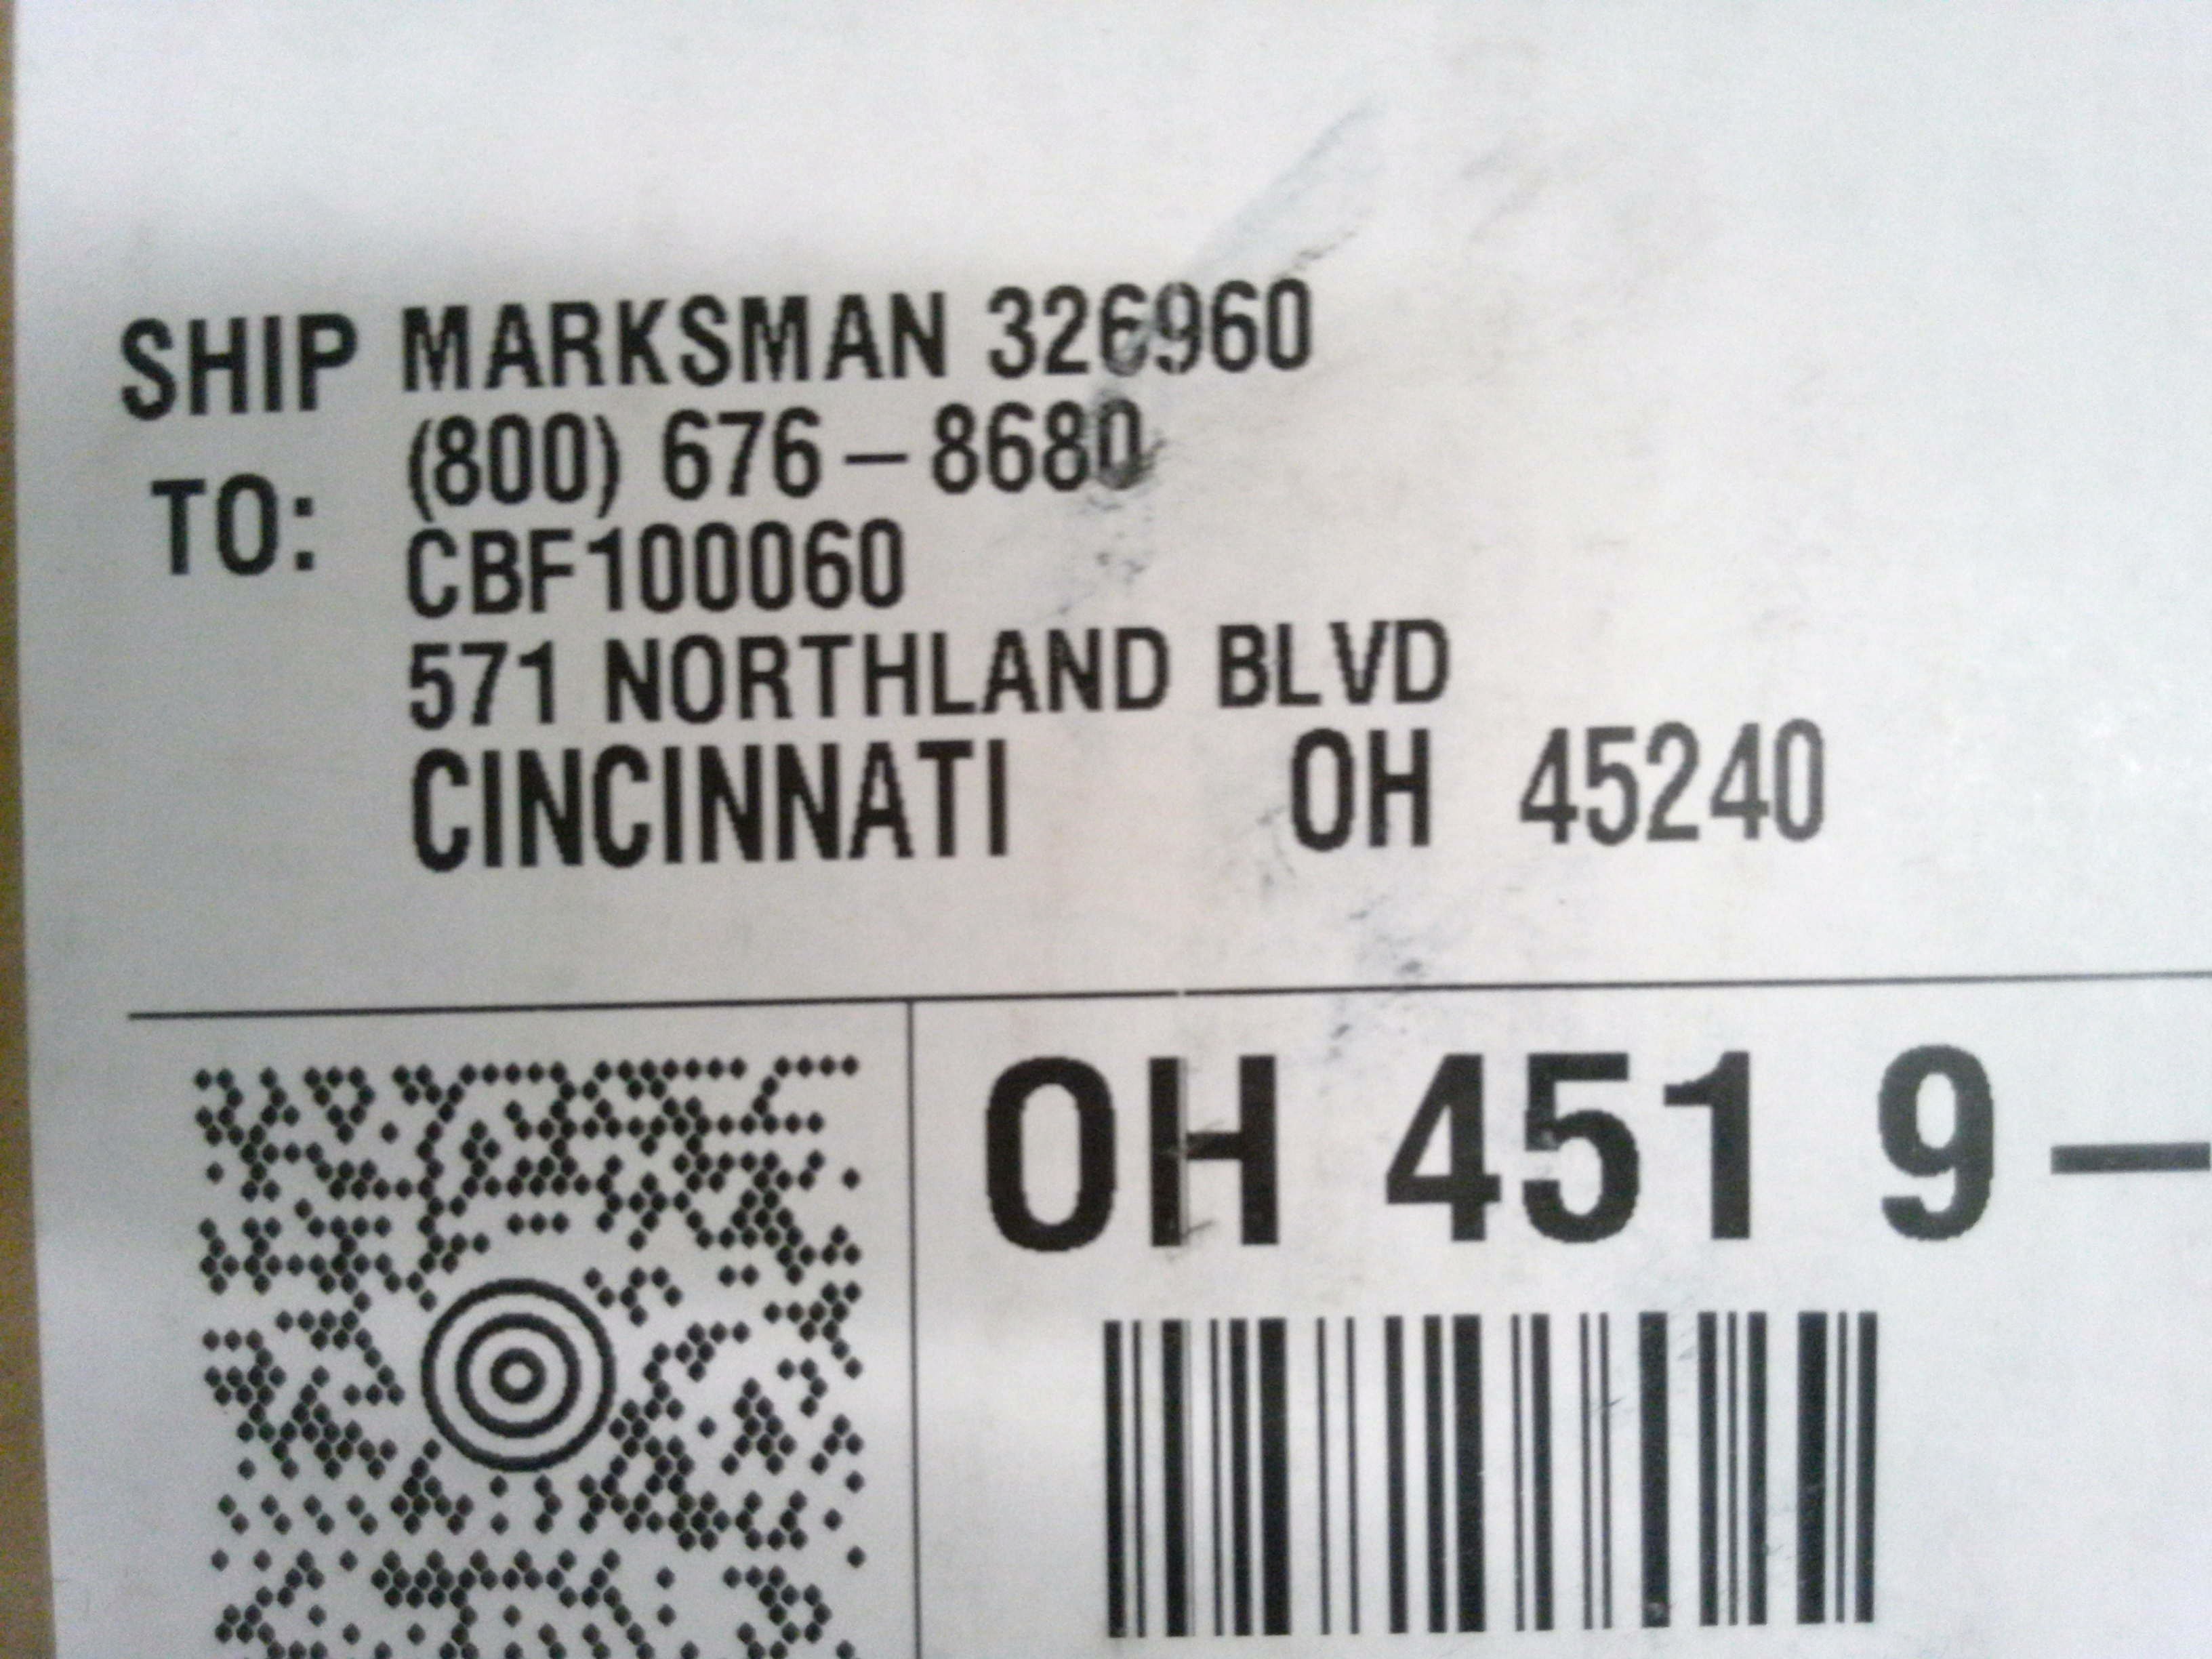 SHIP TO: MARKSMAN 326960
(800) 676-8680
CBF100060
571 NORTHLAND BLVD
CINCINNATI OH 45240
OH 451 9-